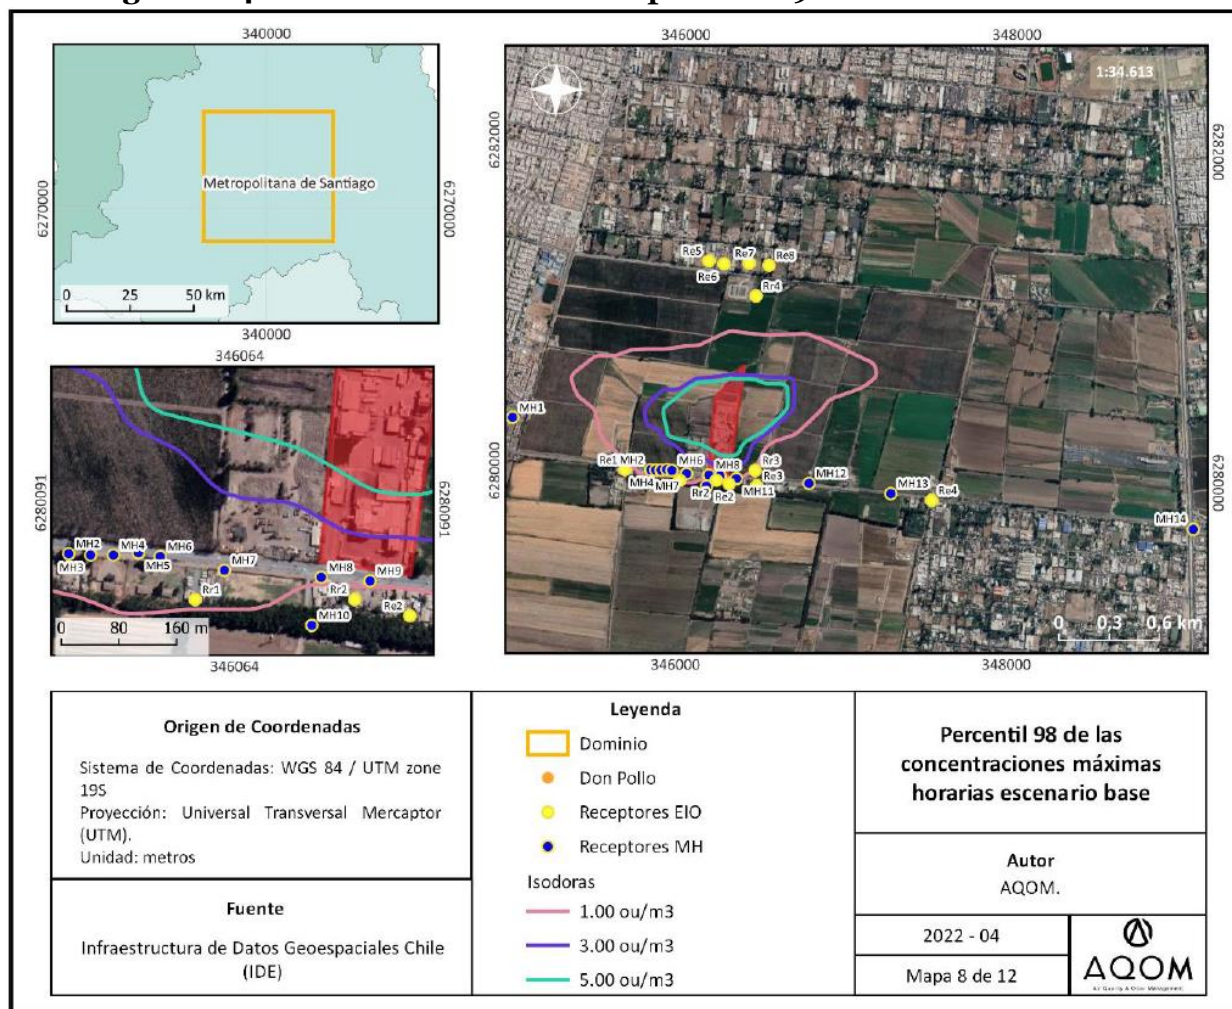 340000
6270000
Metropolitana de Santiago
6270000
0 25 50 km
340000
346064
6280091
6280091
MH2
MH3
MH4
MH5
MH6
MH7
MH8
MH9
Rr1
Rr2
Re2
MH10
0 80 160 m
346064
346000
348000
1:34.613
6282000
6282000
Re5
Re6
Re7
Re8
Rr4
MH1
Re1
MH2
MH4
MH6
MH7
MH8
Rr2
Re2
Rr3
Re3
MH11
MH12
MH13
Re4
MH14
6280000
6280000
0 0,3 0,6 km
346000
348000
Origen de Coordenadas
Sistema de Coordenadas: WGS 84 / UTM zone
19S
Proyección: Universal Transversal Mercaptor
(UTM).
Unidad: metros
Fuente
Infraestructura de Datos Geoespaciales Chile
(IDE)
Leyenda
Dominio
Don Pollo
Receptores EIO
Receptores MH
Isodoras
1.00 ou/m3
3.00 ou/m3
5.00 ou/m3
Percentil 98 de las
concentraciones máximas
horarias escenario base
Autor
AQOM.
2022 - 04
Mapa 8 de 12
AQOM
Air Quality & Odor Management